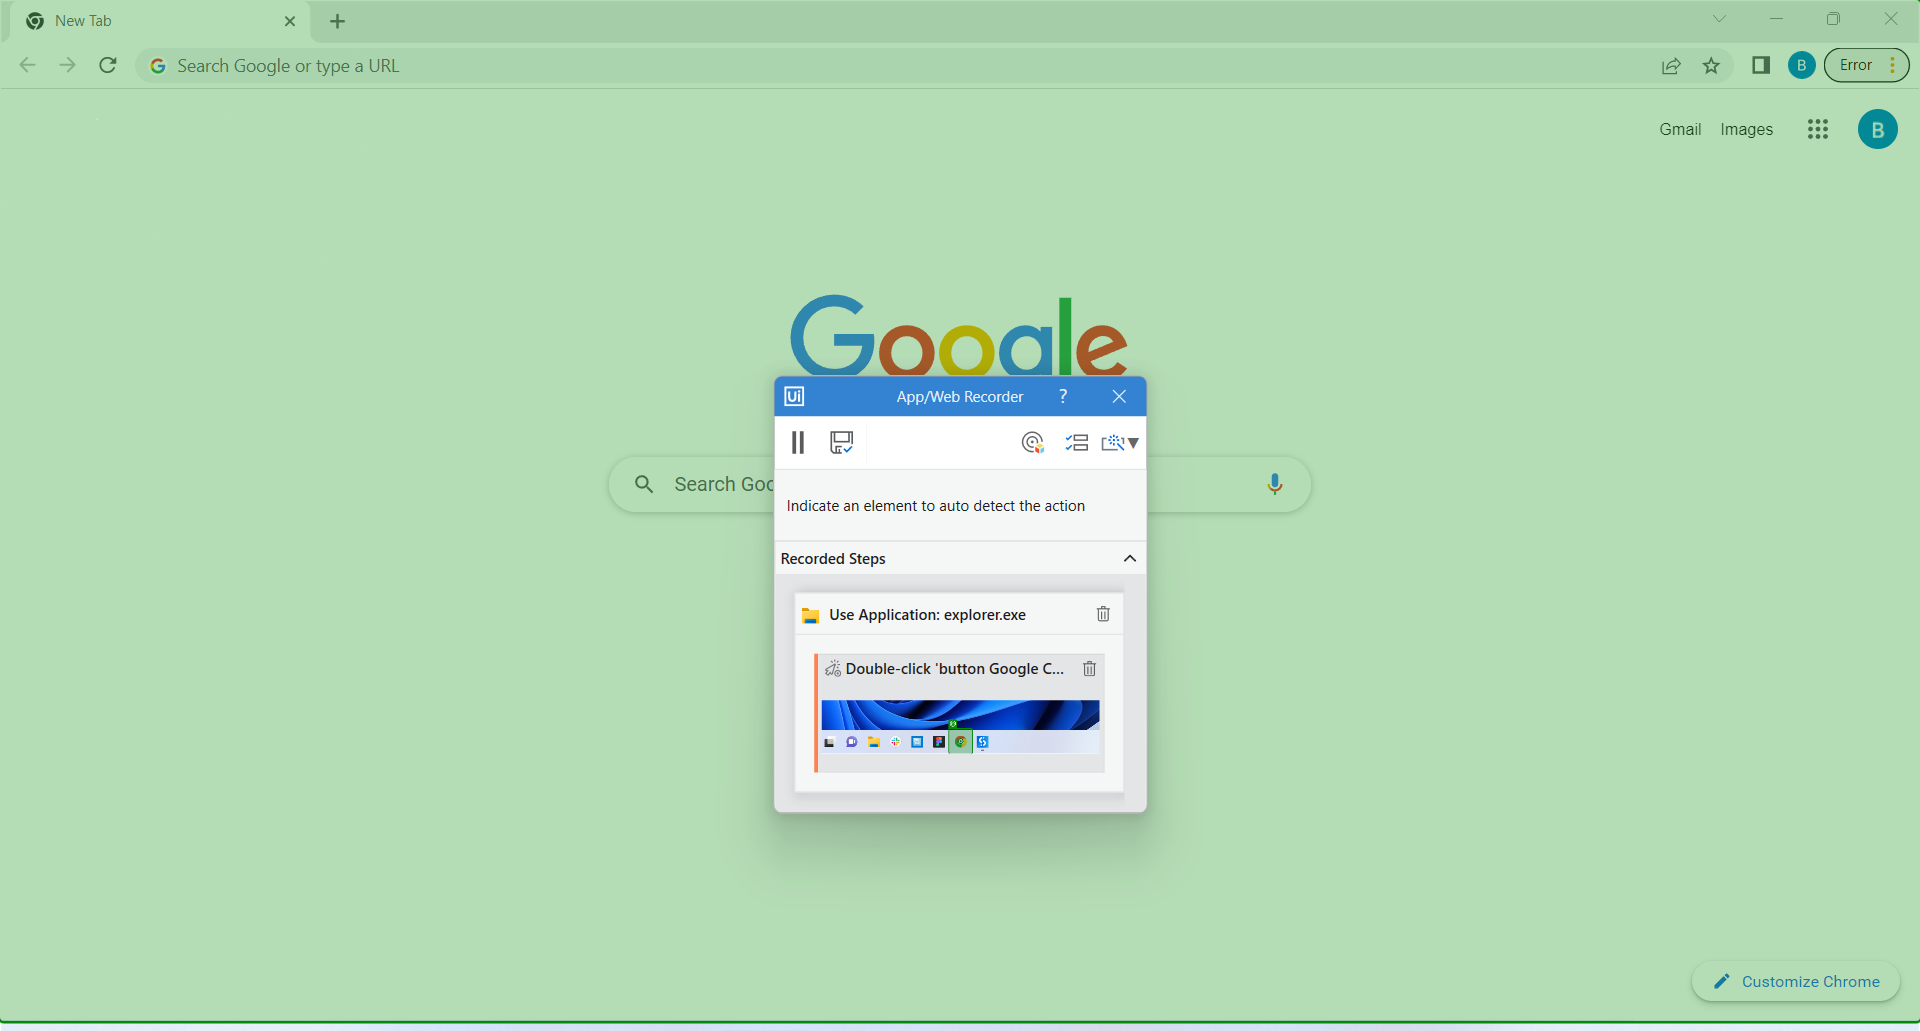 New Tab
Search Google or type a URL
B
Error
Gmail
Images
B
Google
Ui
App/Web Recorder
?
Search Goo
Indicate an element to auto detect the action
Recorded Steps
Use Application: explorer.exe
Double-click 'button Google C...
Customize Chrome